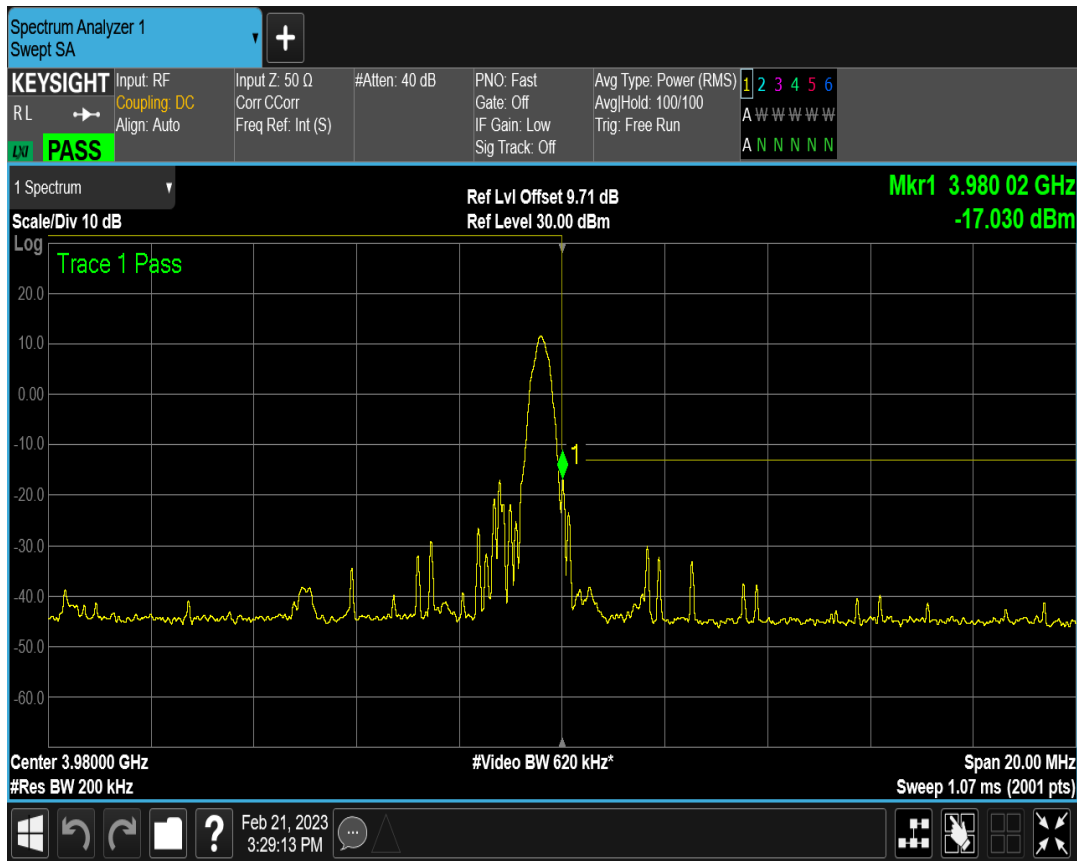 Spectrum Analyzer 1
Swept SA
+
KEYSIGHT Input: RF Input Z: 50 Ω #Atten: 40 dB PNO: Fast Avg Type: Power (RMS) 1 2 3 4 5 6
RL Coupling: DC Corr CCorr Gate: Off Avg|Hold: 100/100 A W W W W W
Align: Auto Freq Ref: Int (S) IF Gain: Low Trig: Free Run
LXI PASS Sig Track: Off A N N N N N
1 Spectrum Ref Lvl Offset 9.71 dB Mkr1 3.980 02 GHz
Scale/Div 10 dB Ref Level 30.00 dBm -17.030 dBm
Log
Trace 1 Pass
20.0
10.0
0.00
-10.0
1
-20.0
-30.0
-40.0
-50.0
-60.0
Center 3.98000 GHz #Video BW 620 kHz* Span 20.00 MHz
#Res BW 200 kHz Sweep 1.07 ms (2001 pts)
? Feb 21, 2023
3:29:13 PM